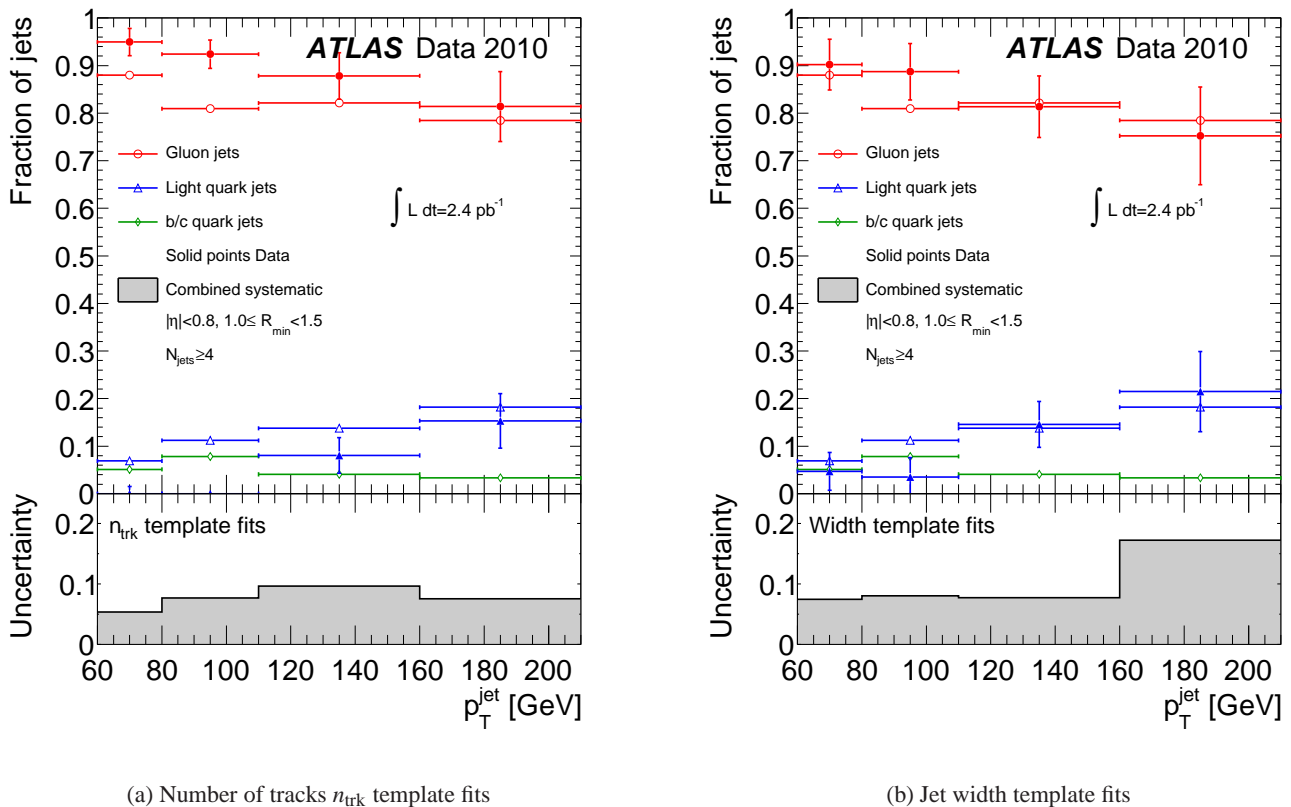 Fraction of jets
1
0.9
0.8
0.7
0.6
0.5
0.4
0.3
0.2
0.1
0
ATLAS Data 2010
Gluon jets
Light quark jets
b/c quark jets
Solid points Data
Combined systematic
|η|<0.8, 1.0≤ R_min<1.5
N_jets≥4
∫ L dt=2.4 pb^-1
Uncertainty
0.2
0.1
0
n_trk template fits
60 80 100 120 140 160 180 200
p_T^jet [GeV]
(a) Number of tracks n_trk template fits
Fraction of jets
1
0.9
0.8
0.7
0.6
0.5
0.4
0.3
0.2
0.1
0
ATLAS Data 2010
Gluon jets
Light quark jets
b/c quark jets
Solid points Data
Combined systematic
|η|<0.8, 1.0≤ R_min<1.5
N_jets≥4
∫ L dt=2.4 pb^-1
Uncertainty
0.2
0.1
0
Width template fits
60 80 100 120 140 160 180 200
p_T^jet [GeV]
(b) Jet width template fits